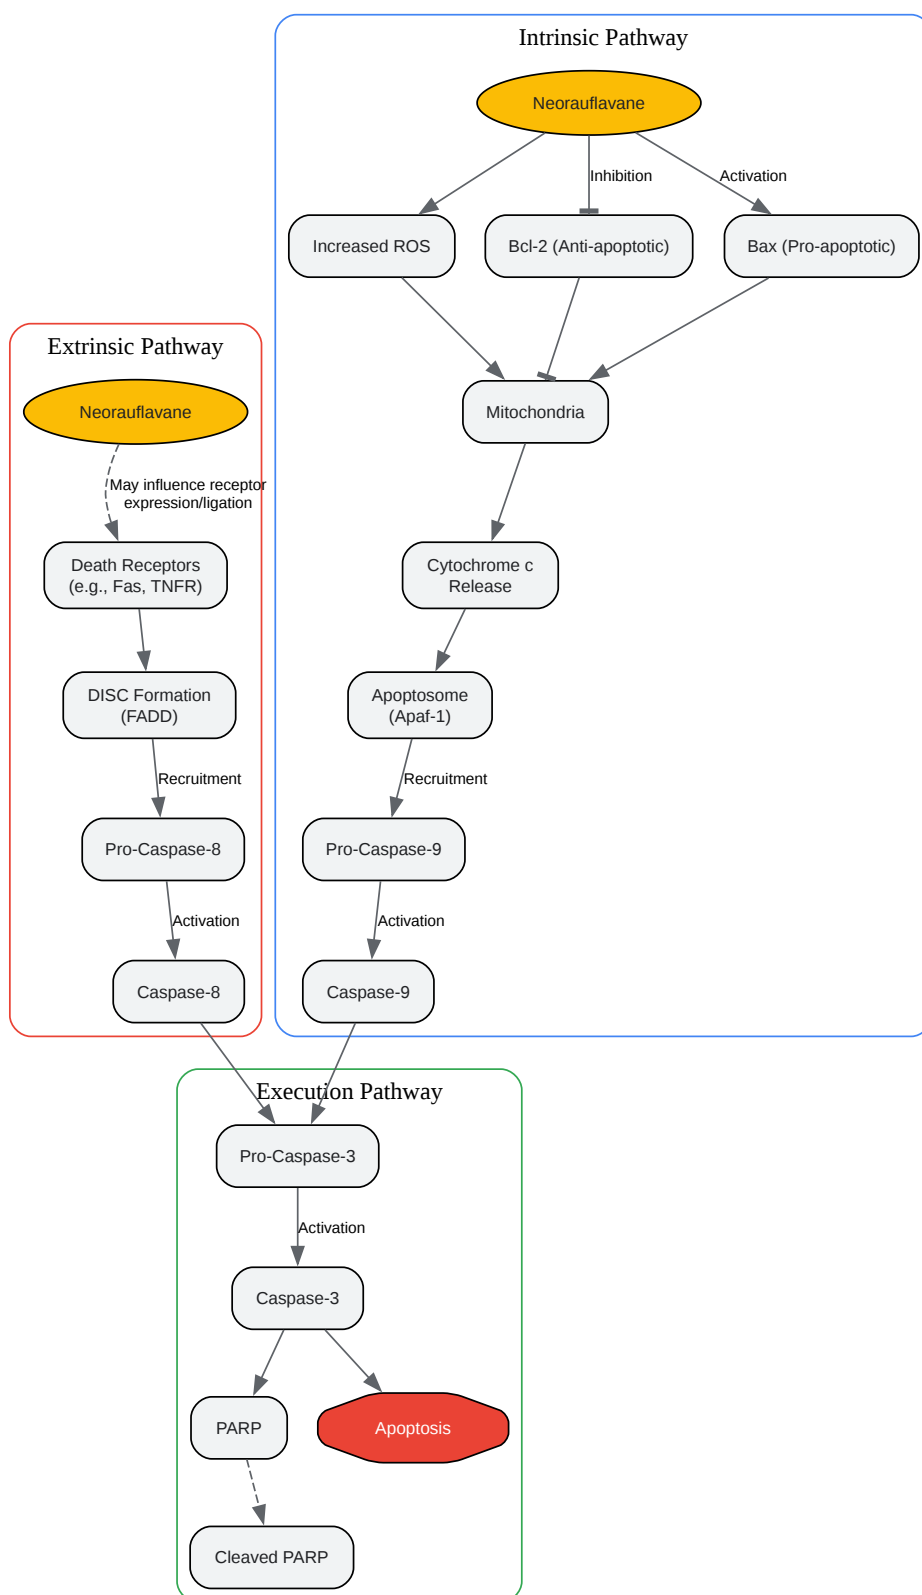 Intrinsic Pathway
Neorauflavane
Inhibition
Activation
Increased ROS
Bcl-2 (Anti-apoptotic)
Bax (Pro-apoptotic)
Mitochondria
Cytochrome c
Release
Apoptosome
(Apaf-1)
Recruitment
Pro-Caspase-9
Activation
Caspase-9
Extrinsic Pathway
Neorauflavane
May influence receptor
expression/ligation
Death Receptors
(e.g., Fas, TNFR)
DISC Formation
(FADD)
Recruitment
Pro-Caspase-8
Activation
Caspase-8
Execution Pathway
Pro-Caspase-3
Activation
Caspase-3
PARP
Apoptosis
Cleaved PARP